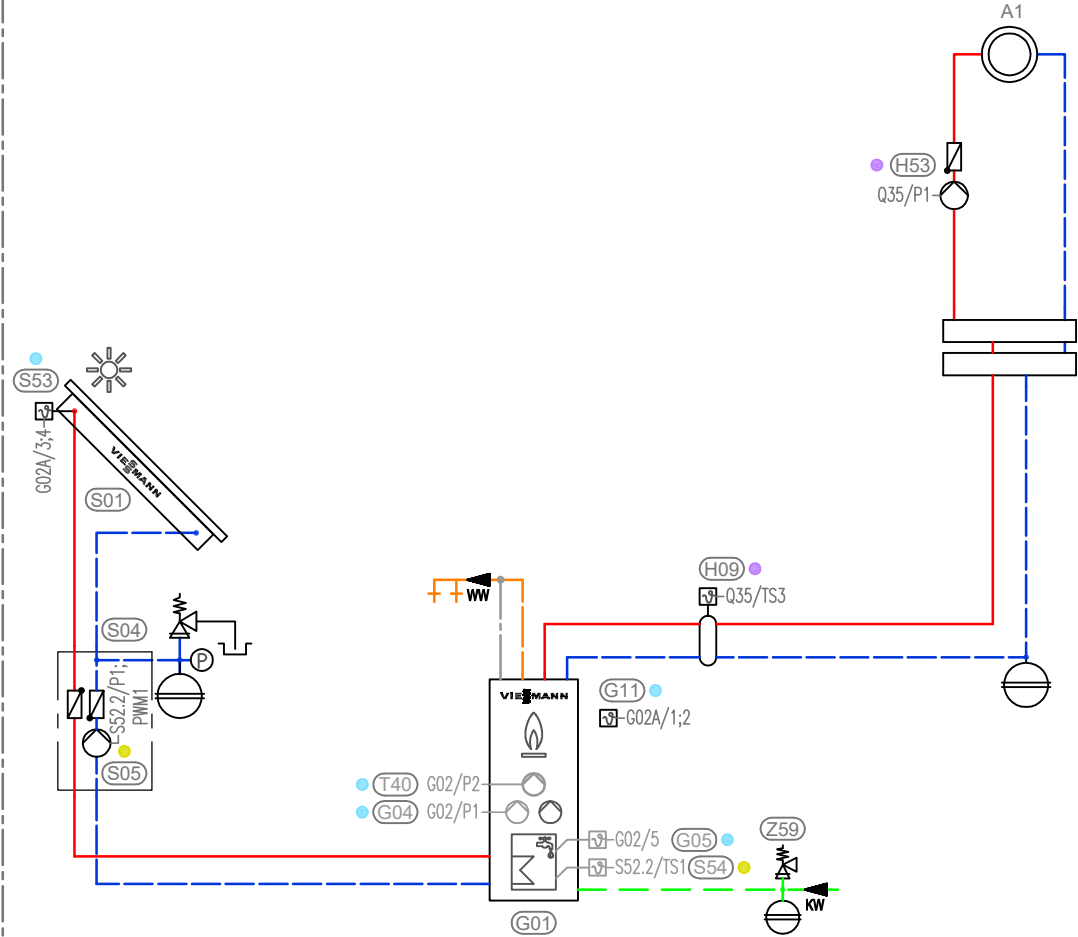 A1
H53
Q35/P1
S53
G02A/3;4
VIESSMANN
S01
H09
Q35/TS3
WW
S04
P
S52.2/P1;
PWM1
S05
VIESSMANN
G11
G02A/1;2
T40 G02/P2
G04 G02/P1
G02/5 G05
S52.2/TS1 S54
Z59
KW
G01